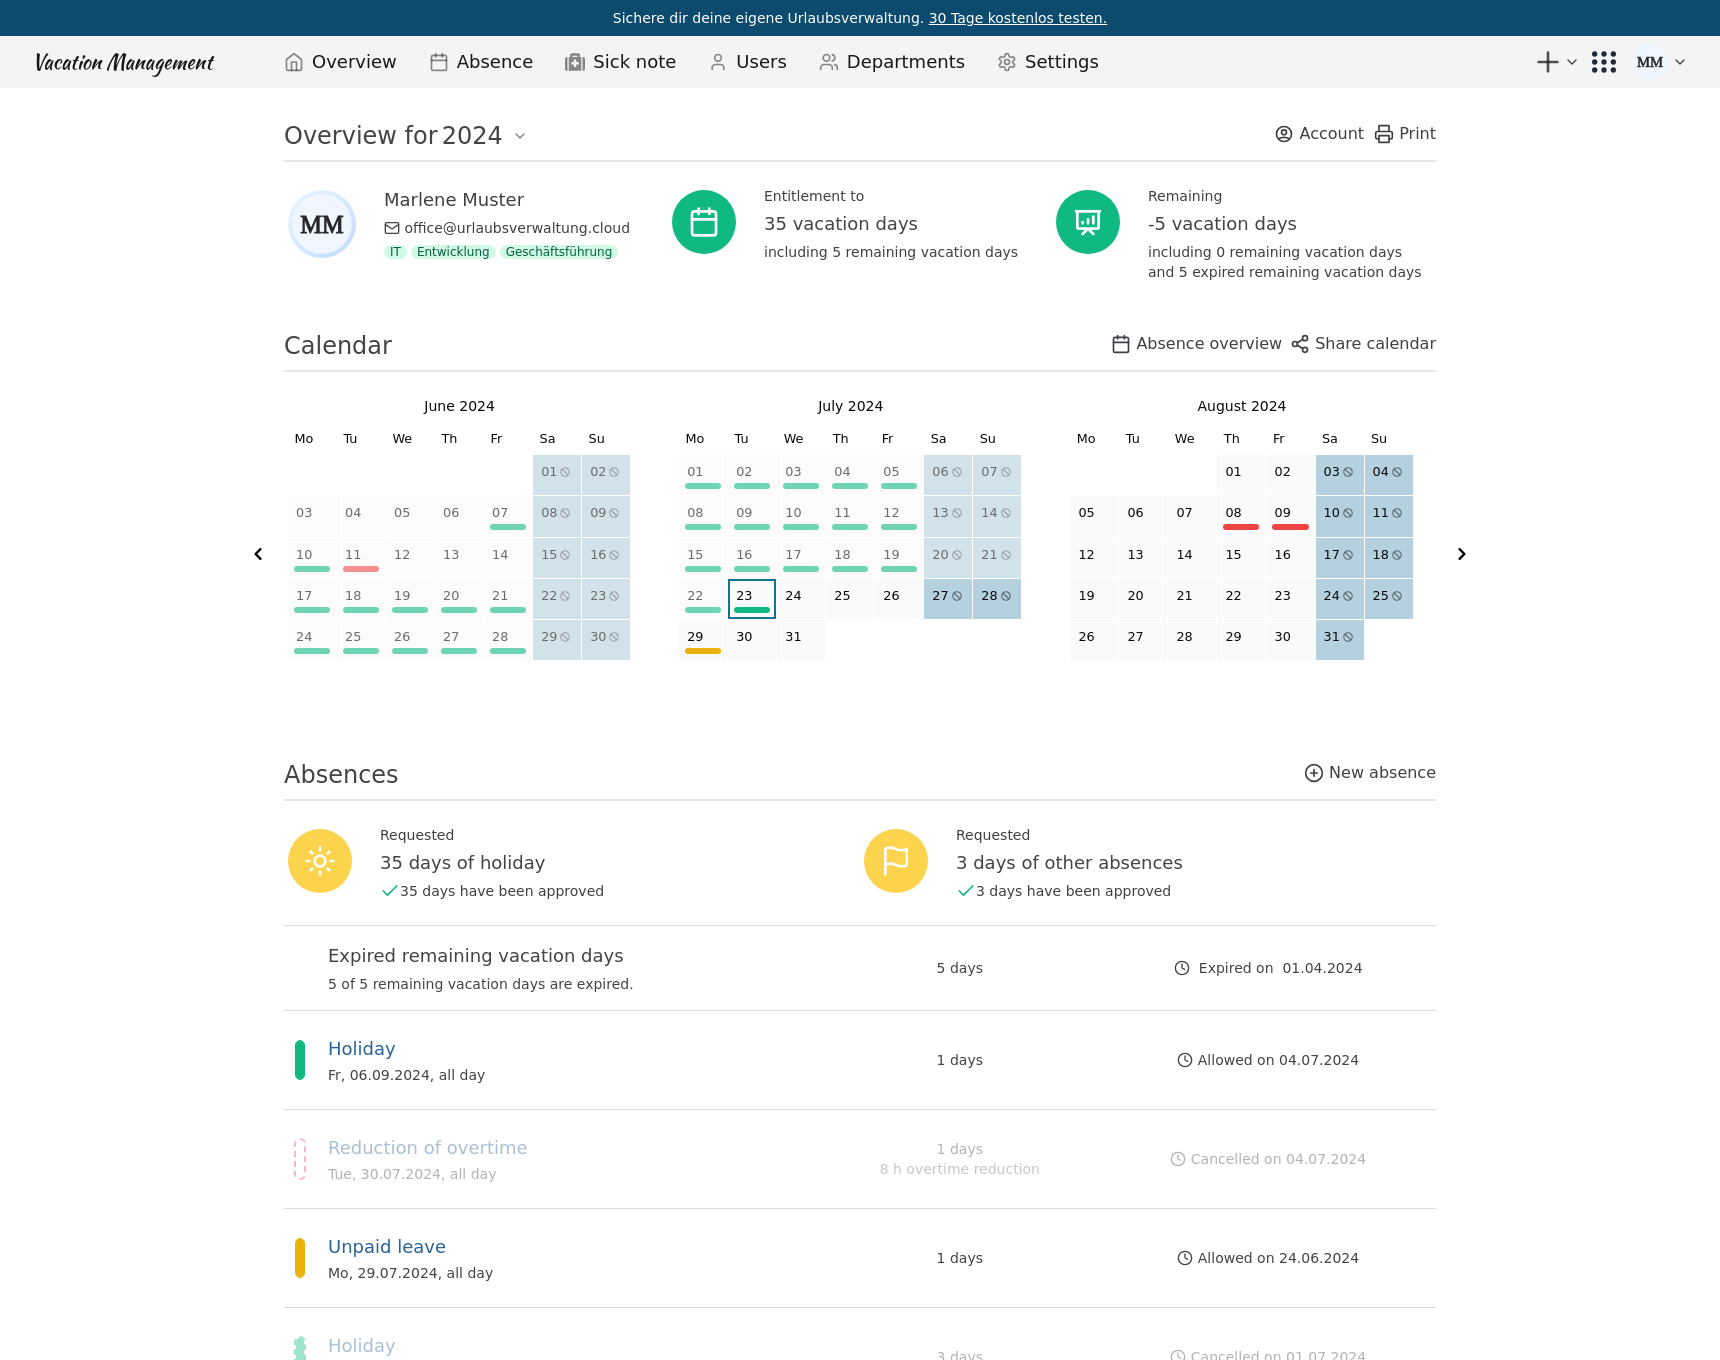 Sichere dir deine eigene Urlaubsverwaltung. 30 Tage kostenlos testen.
Vacation Management Overview Absence Sick note Users Departments Settings MM
Overview for 2024 Account Print
MM
Marlene Muster
office@urlaubsverwaltung.cloud
IT Entwicklung Geschäftsführung
Entitlement to
35 vacation days
including 5 remaining vacation days
Remaining
-5 vacation days
including 0 remaining vacation days
and 5 expired remaining vacation days
Calendar Absence overview Share calendar
June 2024
Mo Tu We Th Fr Sa Su
01 02
03 04 05 06 07 08 09
10 11 12 13 14 15 16
17 18 19 20 21 22 23
24 25 26 27 28 29 30
July 2024
Mo Tu We Th Fr Sa Su
01 02 03 04 05 06 07
08 09 10 11 12 13 14
15 16 17 18 19 20 21
22 23 24 25 26 27 28
29 30 31
August 2024
Mo Tu We Th Fr Sa Su
01 02 03 04
05 06 07 08 09 10 11
12 13 14 15 16 17 18
19 20 21 22 23 24 25
26 27 28 29 30 31
Absences New absence
Requested
35 days of holiday
35 days have been approved
Requested
3 days of other absences
3 days have been approved
Expired remaining vacation days
5 of 5 remaining vacation days are expired.
5 days
Expired on 01.04.2024
Holiday
Fr, 06.09.2024, all day
1 days
Allowed on 04.07.2024
Reduction of overtime
Tue, 30.07.2024, all day
1 days
8 h overtime reduction
Cancelled on 04.07.2024
Unpaid leave
Mo, 29.07.2024, all day
1 days
Allowed on 24.06.2024
Holiday
3 days
Cancelled on 01.07.2024